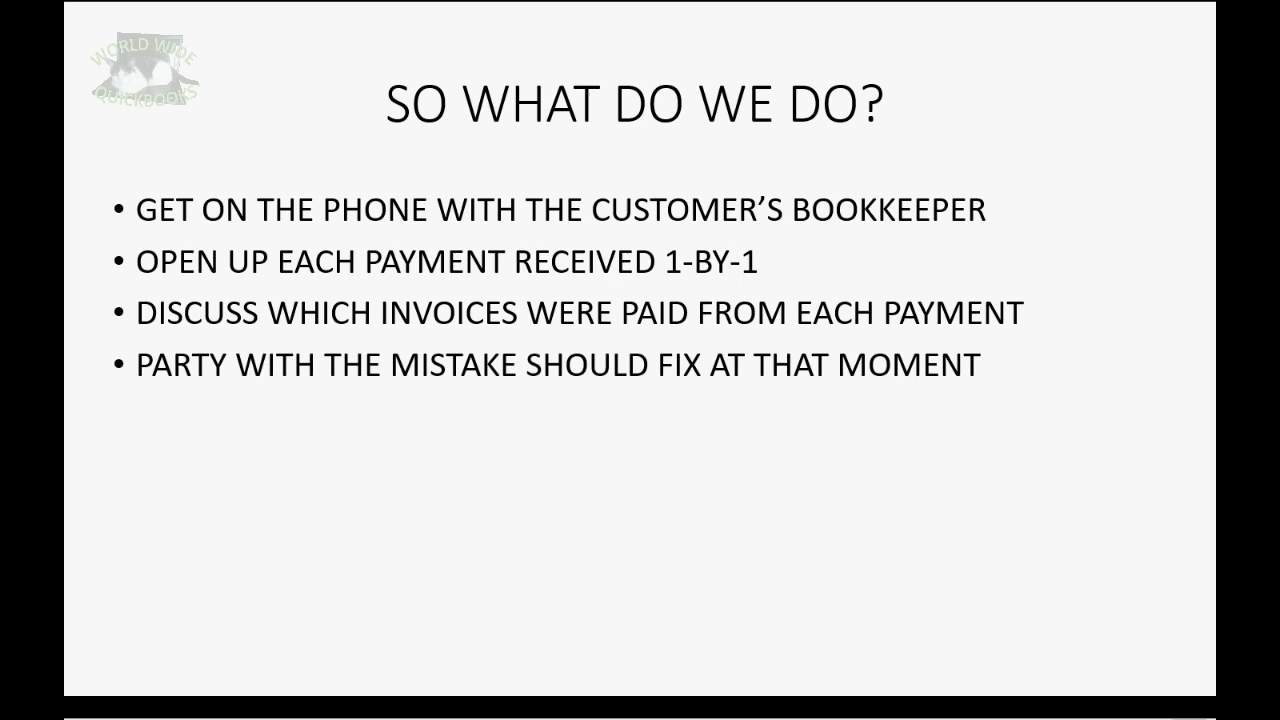 WORLD WIDE
QUICKBOOKS
SO WHAT DO WE DO?
• GET ON THE PHONE WITH THE CUSTOMER’S BOOKKEEPER
• OPEN UP EACH PAYMENT RECEIVED 1-BY-1
• DISCUSS WHICH INVOICES WERE PAID FROM EACH PAYMENT
• PARTY WITH THE MISTAKE SHOULD FIX AT THAT MOMENT